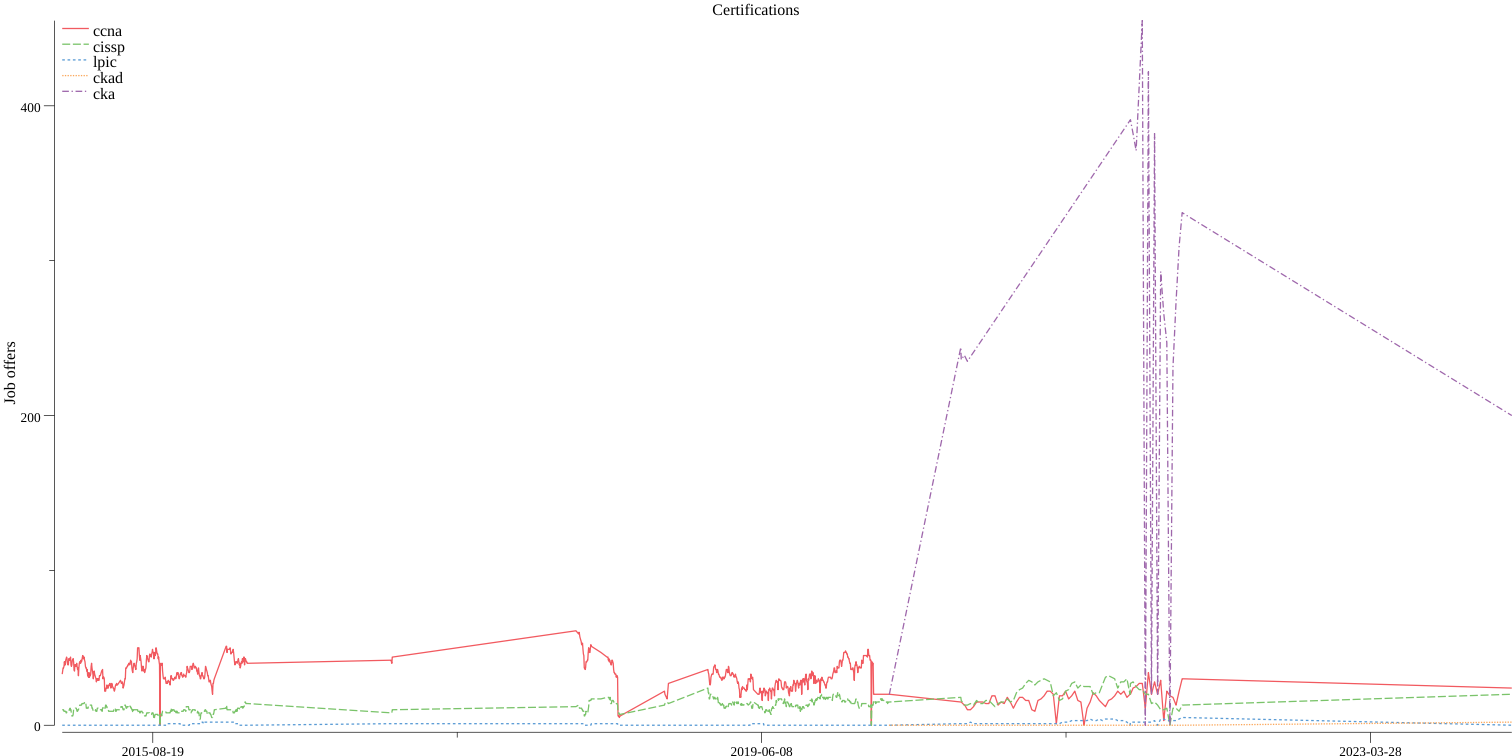 Certifications
ccna
cissp
lpic
ckad
cka
400
200
0
Job offers
2015-08-19
2019-06-08
2023-03-28